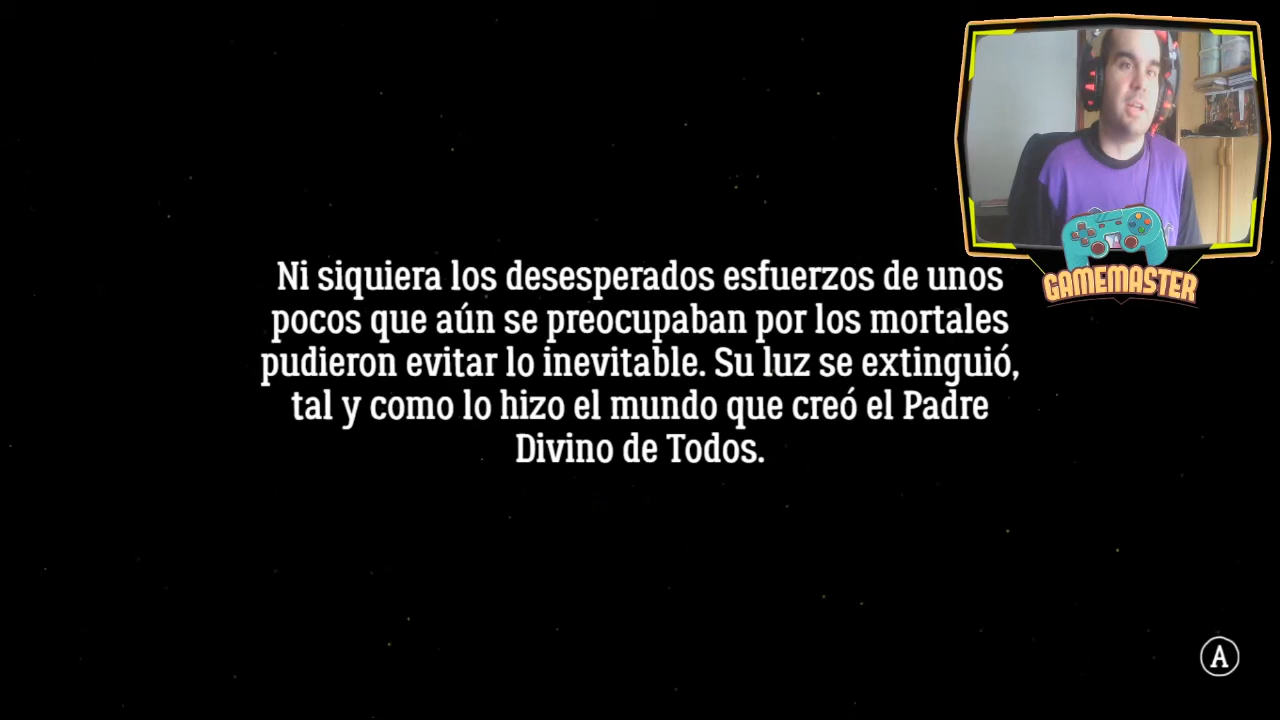 Ni siquiera los desesperados esfuerzos de unos
pocos que aún se preocupaban por los mortales
pudieron evitar lo inevitable. Su luz se extinguió,
tal y como lo hizo el mundo que creó el Padre
Divino de Todos.
GAMEMASTER
A